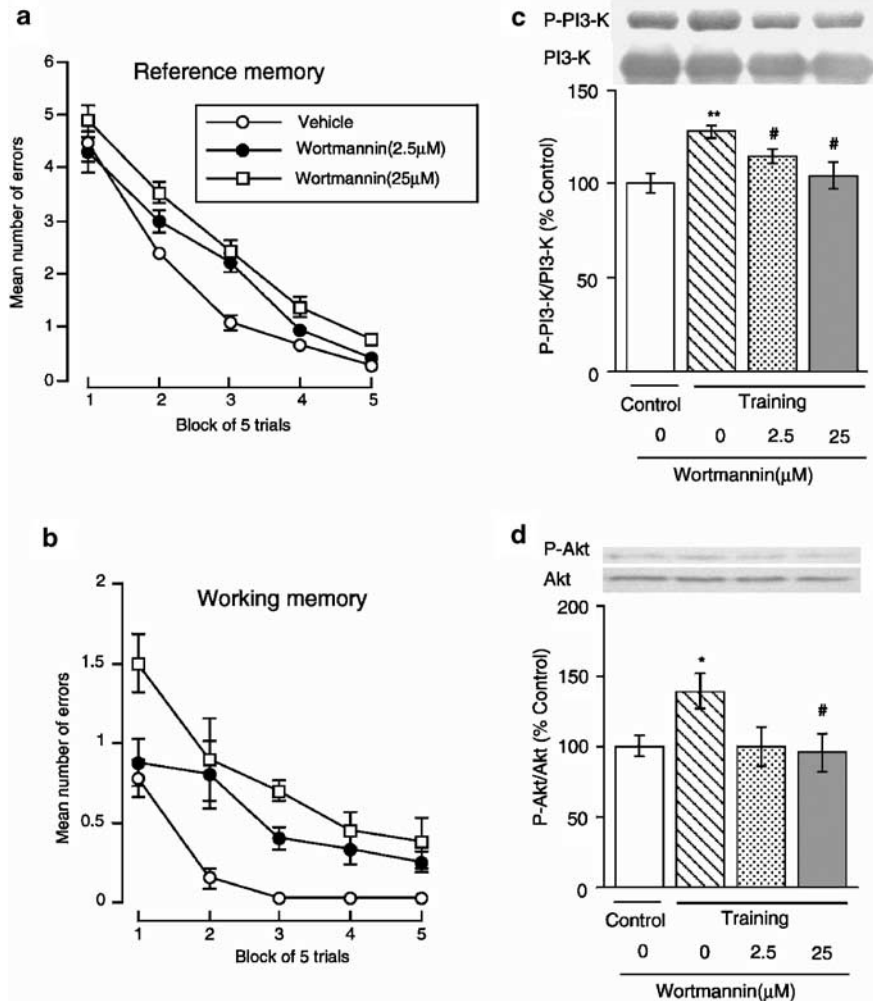 a
Reference memory
Mean number of errors
6
5
4
3
2
1
0
Vehicle
Wortmannin(2.5μM)
Wortmannin(25μM)
1 2 3 4 5
Block of 5 trials
b
Working memory
Mean number of errors
2
1.5
1
0.5
0
1 2 3 4 5
Block of 5 trials
c
P-PI3-K
PI3-K
P-PI3-K/PI3-K (% Control)
150
100
50
0
** # #
Control Training
0 0 2.5 25
Wortmannin(μM)
d
P-Akt
Akt
P-Akt/Akt (% Control)
200
150
100
50
0
* #
Control Training
0 0 2.5 25
Wortmannin(μM)